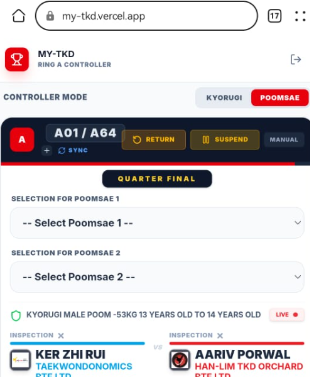 my-tkd.vercel.app
17
MY-TKD
RING A CONTROLLER
CONTROLLER MODE
KYORUGI
POOMSAE
A
A01 / A64
RETURN
SUSPEND
MANUAL
+
SYNC
QUARTER FINAL
SELECTION FOR POOMSAE 1
-- Select Poomsae 1 --
SELECTION FOR POOMSAE 2
-- Select Poomsae 2 --
KYORUGI MALE POOM -53KG 13 YEARS OLD TO 14 YEARS OLD
LIVE
INSPECTION
VS
INSPECTION
KER ZHI RUI
AARIV PORWAL
TAEKWONDONOMICS
HAN-LIM TKD ORCHARD
PTE LTD
PTE LTD